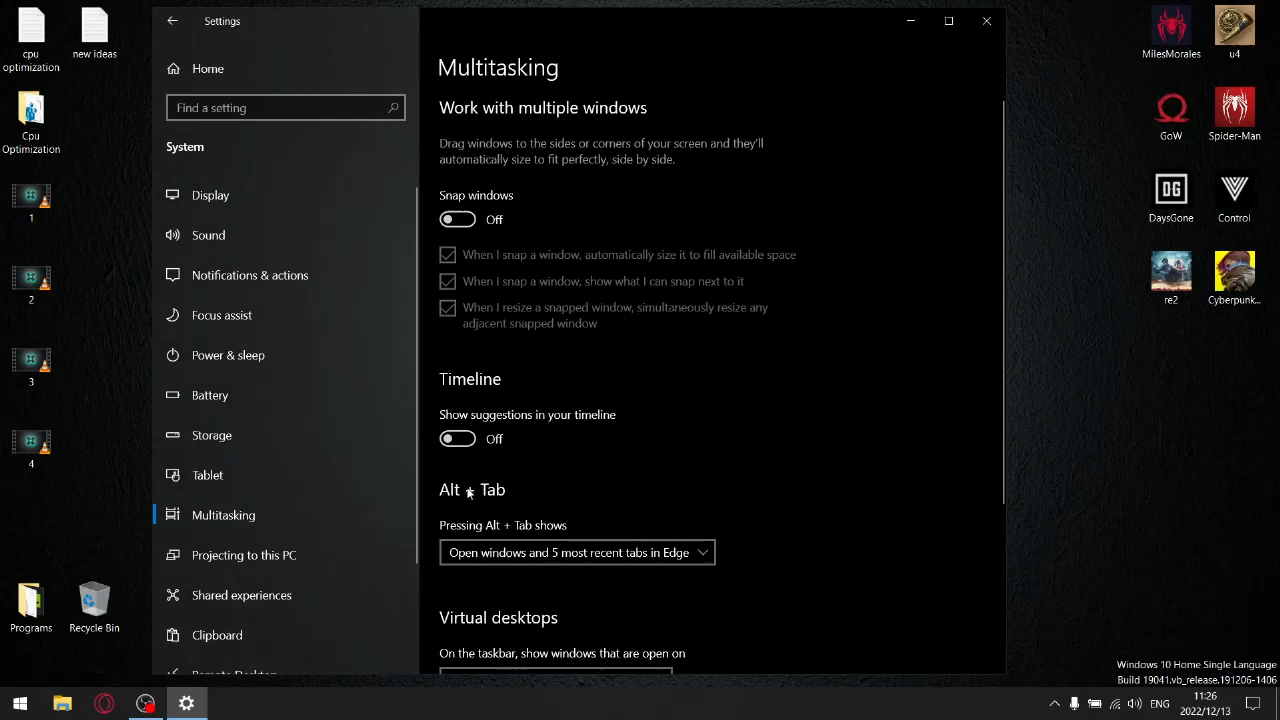 Settings
Home
Find a setting
System
Display
Sound
Notifications & actions
Focus assist
Power & sleep
Battery
Storage
Tablet
Multitasking
Projecting to this PC
Shared experiences
Clipboard
Remote Desktop
Multitasking
Work with multiple windows
Drag windows to the sides or corners of your screen and they'll
automatically size to fit perfectly, side by side.
Snap windows
Off
When I snap a window, automatically size it to fill available space
When I snap a window, show what I can snap next to it
When I resize a snapped window, simultaneously resize any
adjacent snapped window
Timeline
Show suggestions in your timeline
Off
Alt + Tab
Pressing Alt + Tab shows
Open windows and 5 most recent tabs in Edge
Virtual desktops
On the taskbar, show windows that are open on
cpu
optimization
new ideas
Cpu
Optimization
1
2
3
4
Programs
Recycle Bin
MilesMorales
u4
GoW
Spider-Man
DG
DaysGone
Control
re2
Cyberpunk...
Windows 10 Home Single Language
Build 19041.vb_release.191206-1406
ENG
11:26
2022/12/13